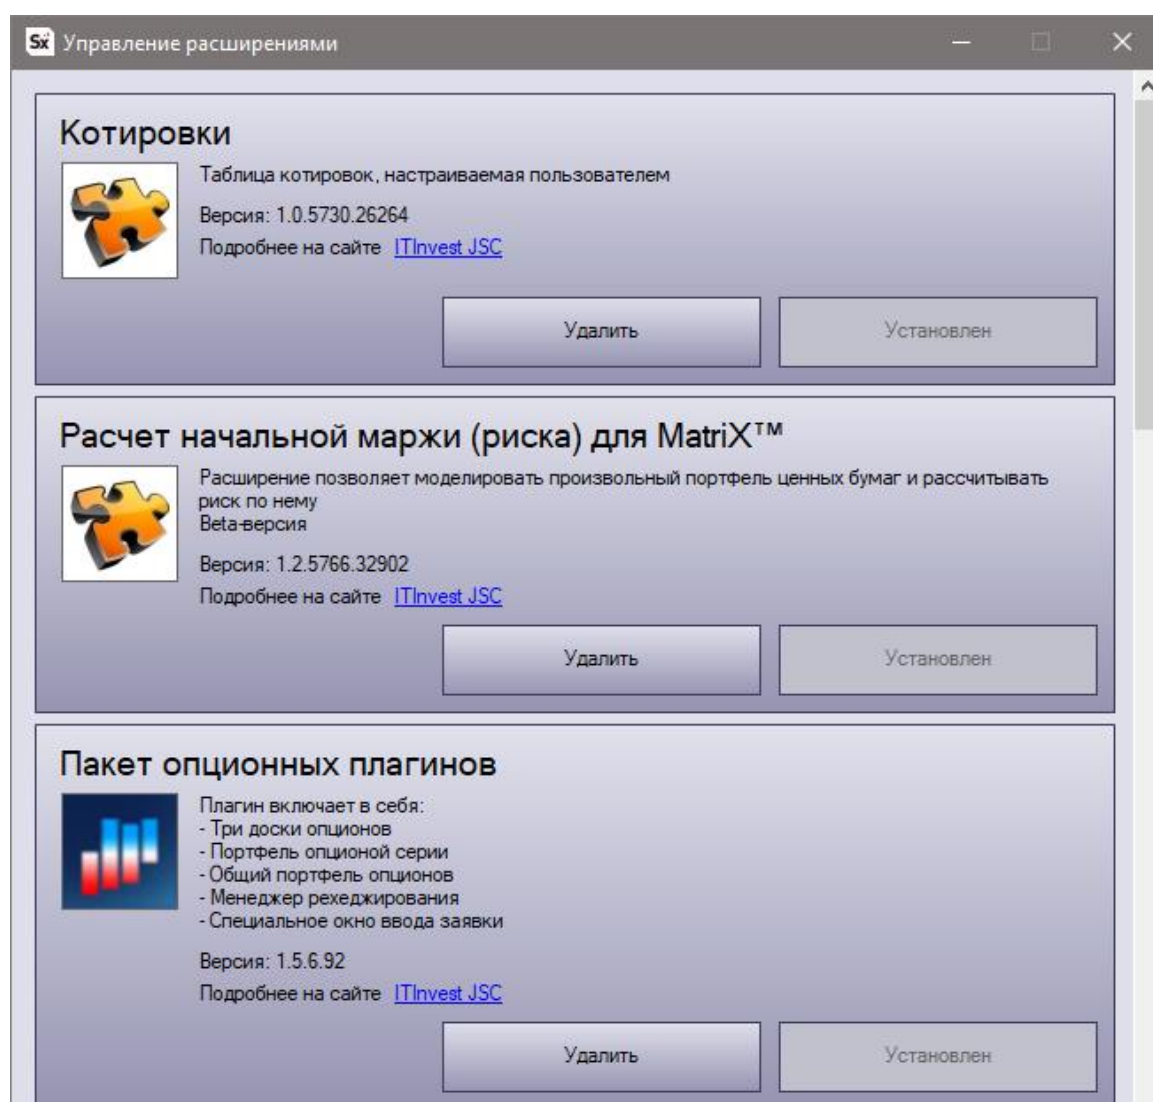 Sx Управление расширениями
Котировки
Таблица котировок, настраиваемая пользователем
Версия: 1.0.5730.26264
Подробнее на сайте ITInvest JSC
Удалить Установлен
Расчет начальной маржи (риска) для MatriX™
Расширение позволяет моделировать произвольный портфель ценных бумаг и рассчитывать
риск по нему
Beta-версия
Версия: 1.2.5766.32902
Подробнее на сайте ITInvest JSC
Удалить Установлен
Пакет опционных плагинов
Плагин включает в себя:
- Три доски опционов
- Портфель опционой серии
- Общий портфель опционов
- Менеджер рехеджирования
- Специальное окно ввода заявки
Версия: 1.5.6.92
Подробнее на сайте ITInvest JSC
Удалить Установлен